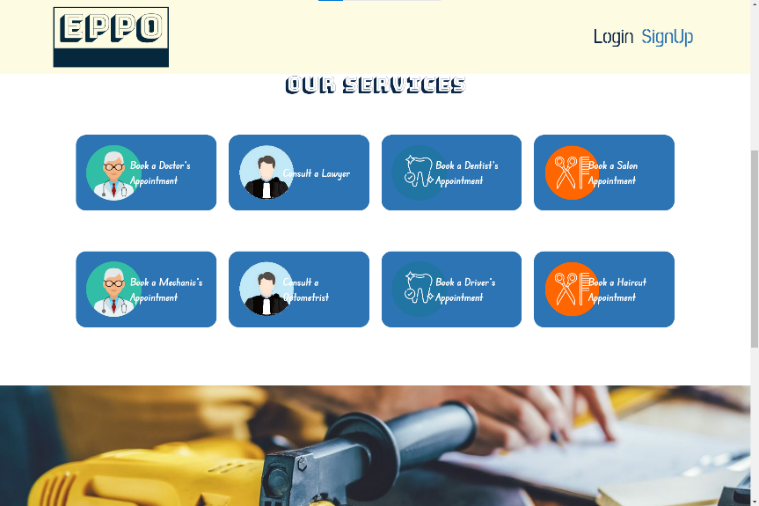 EPPO
Login SignUp
OUR SERVICES
Book a Doctor's
Appointment
Consult a Lawyer
Book a Dentist's
Appointment
Book a Salon
Appointment
Book a Mechanis's
Appointment
Consult a
Optometrist
Book a Driver's
Appointment
Book a Haircut
Appointment